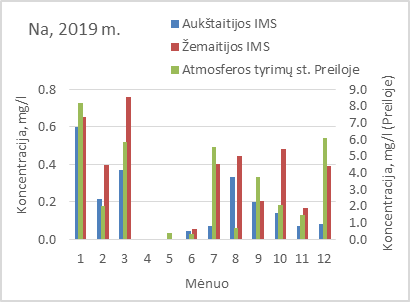 Na, 2019 m.
Aukštaitijos IMS
Žemaitijos IMS
Atmosferos tyrimų st. Preiloje
Koncentracija, mg/l
0.8
0.6
0.4
0.2
0.0
9.0
8.0
7.0
6.0
5.0
4.0
3.0
2.0
1.0
0.0
Koncentracija, mg/l (Preiloje)
1 2 3 4 5 6 7 8 9 10 11 12
Mėnuo